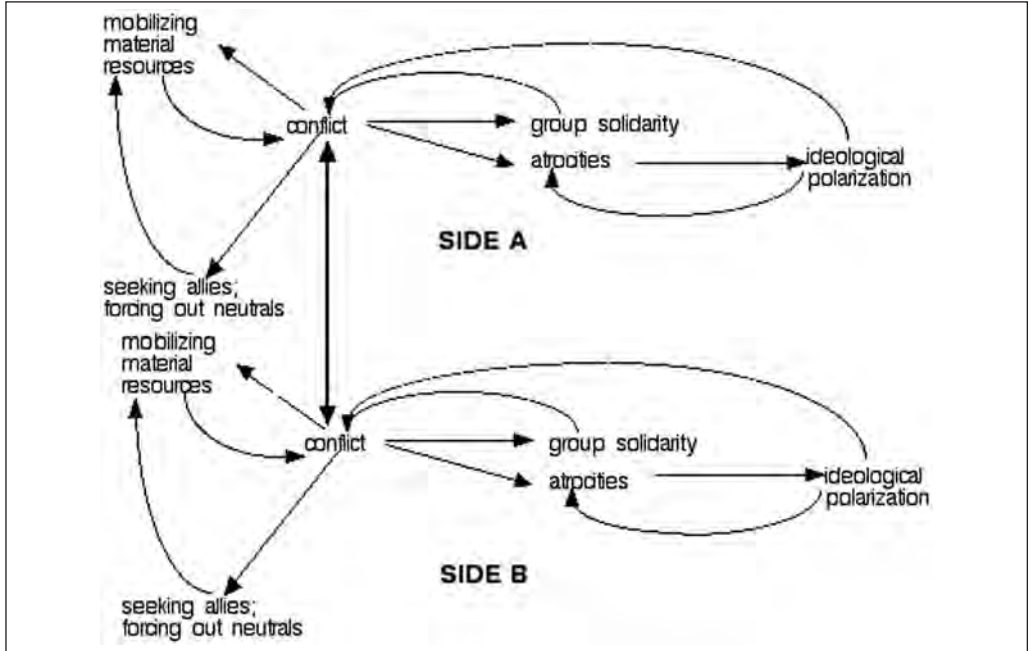 mobilizing
material
resources
conflict
group solidarity
atrocities
ideological
polarization
SIDE A
seeking allies;
forcing out neutrals
mobilizing
material
resources
conflict
group solidarity
atrocities
ideological
polarization
SIDE B
seeking allies;
forcing out neutrals